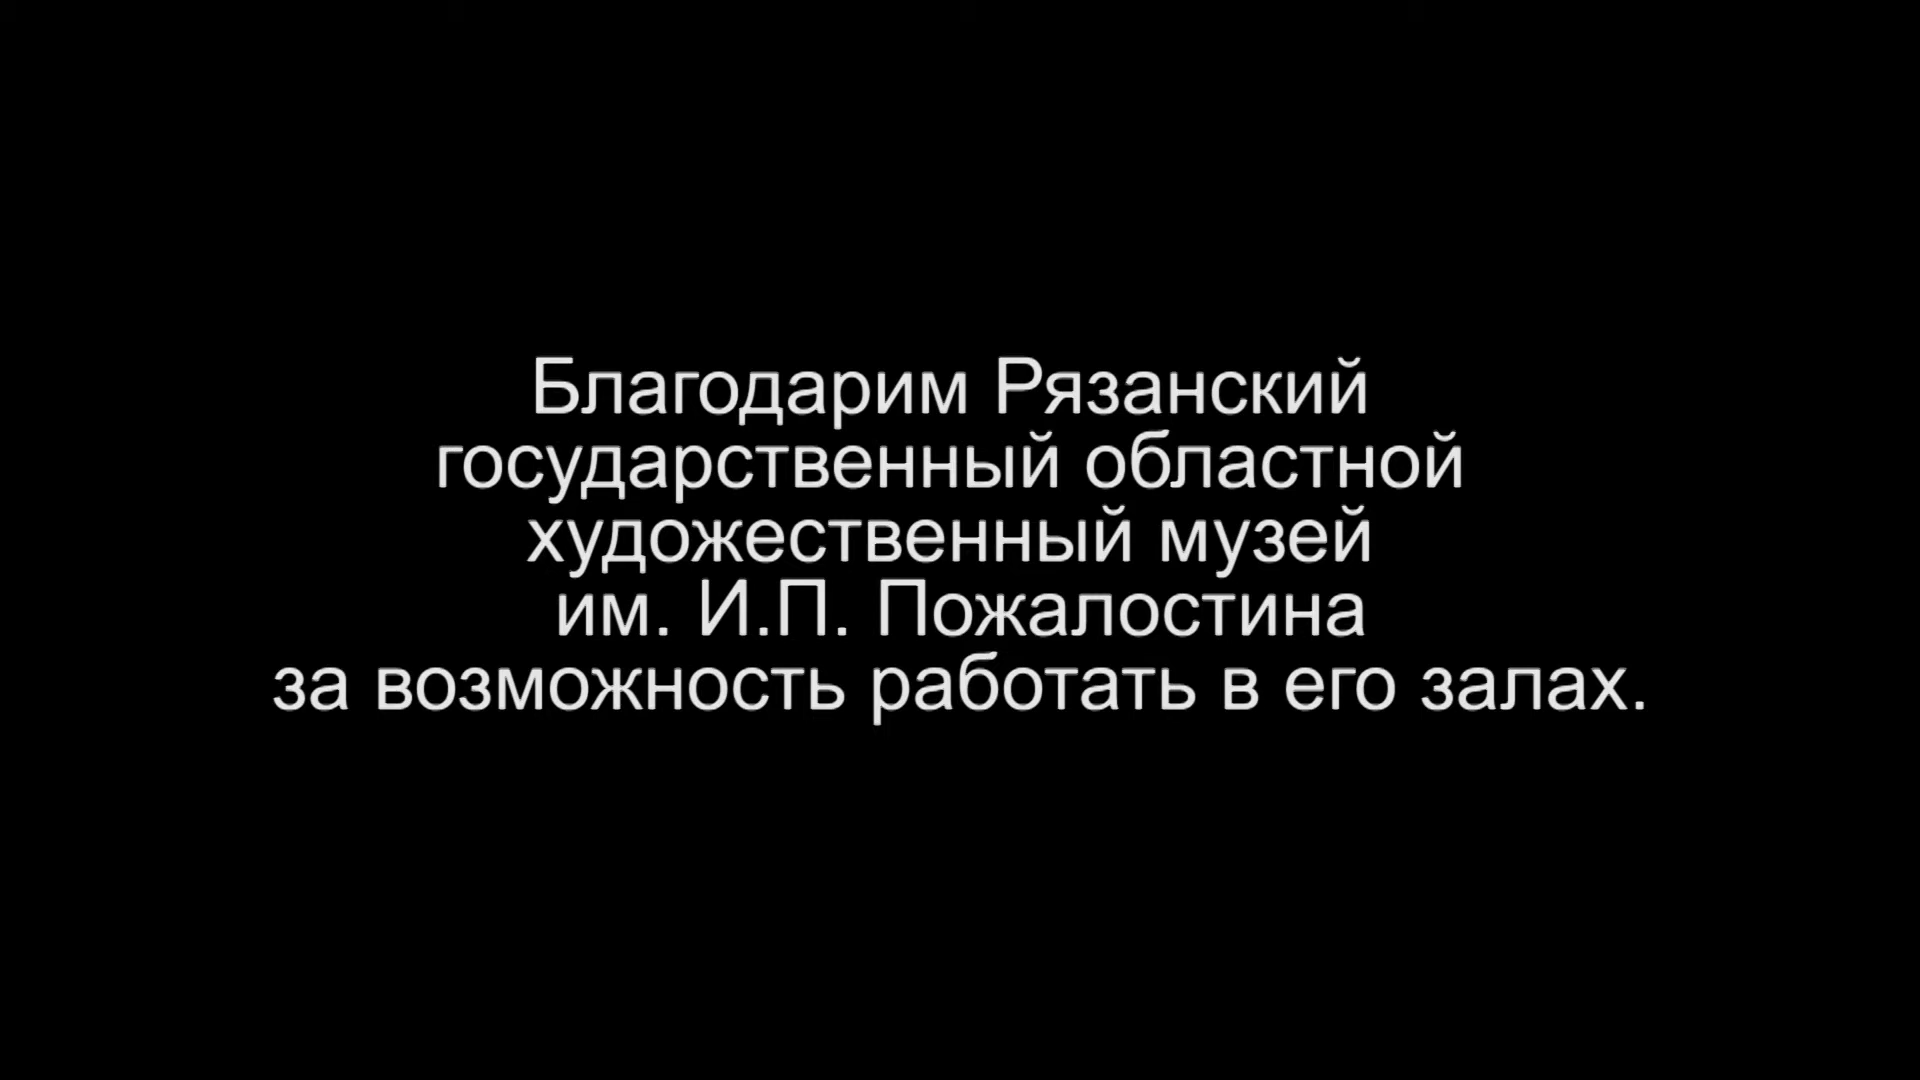 Благодарим Рязанский
государственный областной
художественный музей
им. И.П. Пожалостина
за возможность работать в его залах.